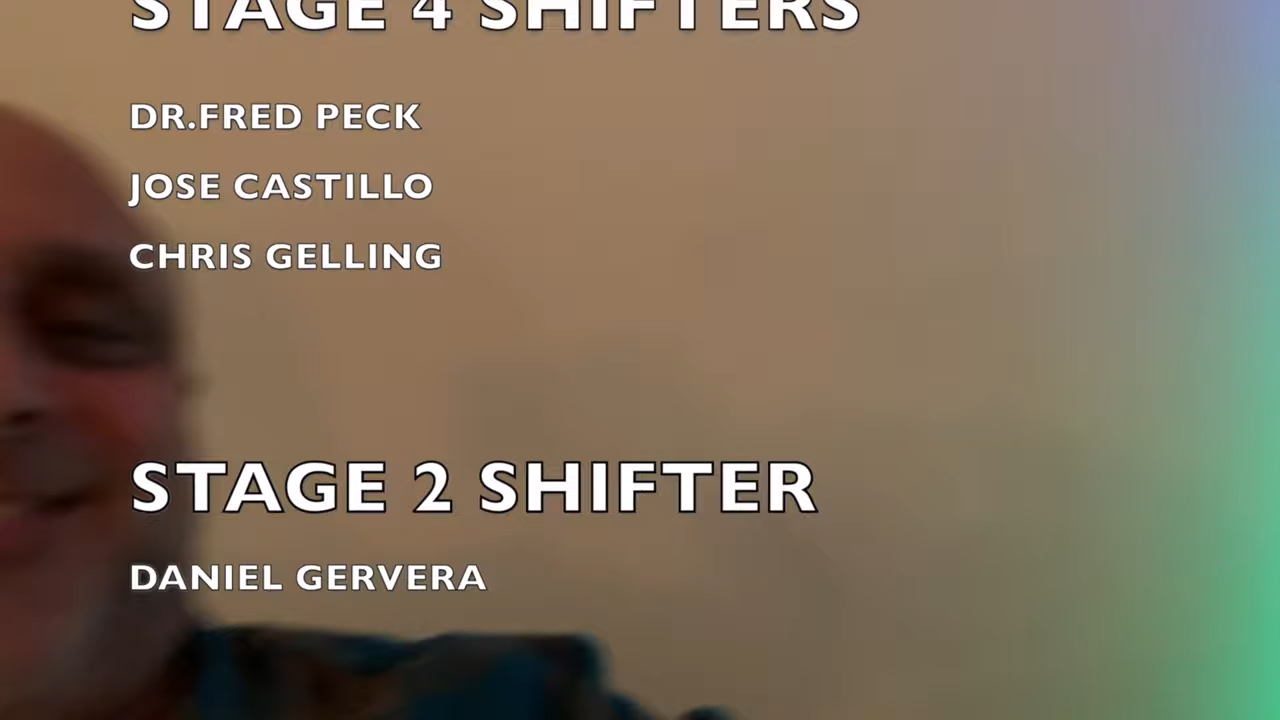 STAGE 4 SHIFTERS
DR.FRED PECK
JOSE CASTILLO
CHRIS GELLING
STAGE 2 SHIFTER
DANIEL GERVERA